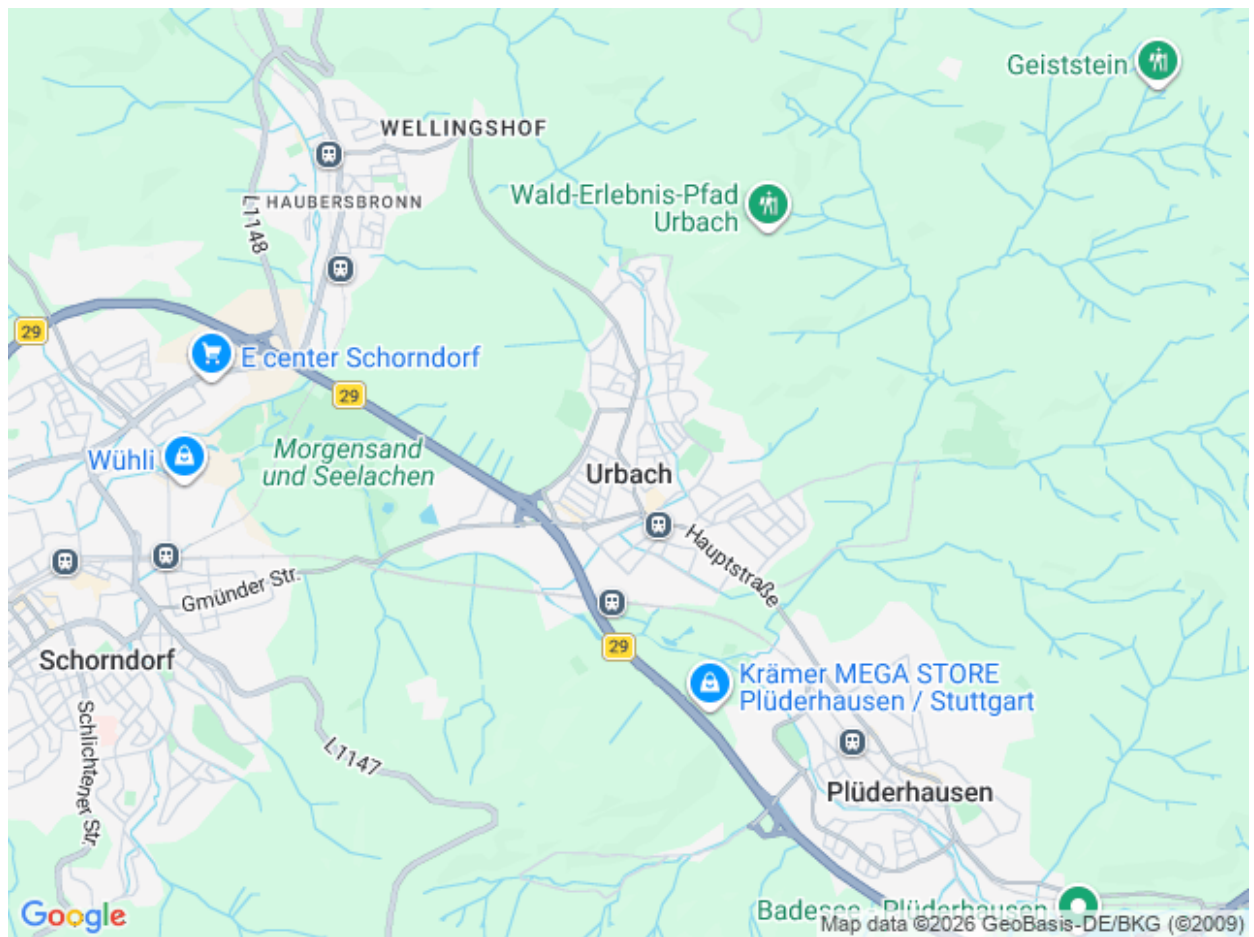 Geiststein
WELLINGSHOF
Wald-Erlebnis-Pfad
Urbach
HAUBERSBRONN
L1148
29
E center Schorndorf
29
Morgensand
und Seelachen
Wühli
Urbach
Hauptstraße
Gmünder Str.
29
Schorndorf
Krämer MEGA STORE
Plüderhausen / Stuttgart
Schlichtener Str.
L1147
Plüderhausen
Badesee - Plüderhausen
Google
Map data ©2026 GeoBasis-DE/BKG (©2009)